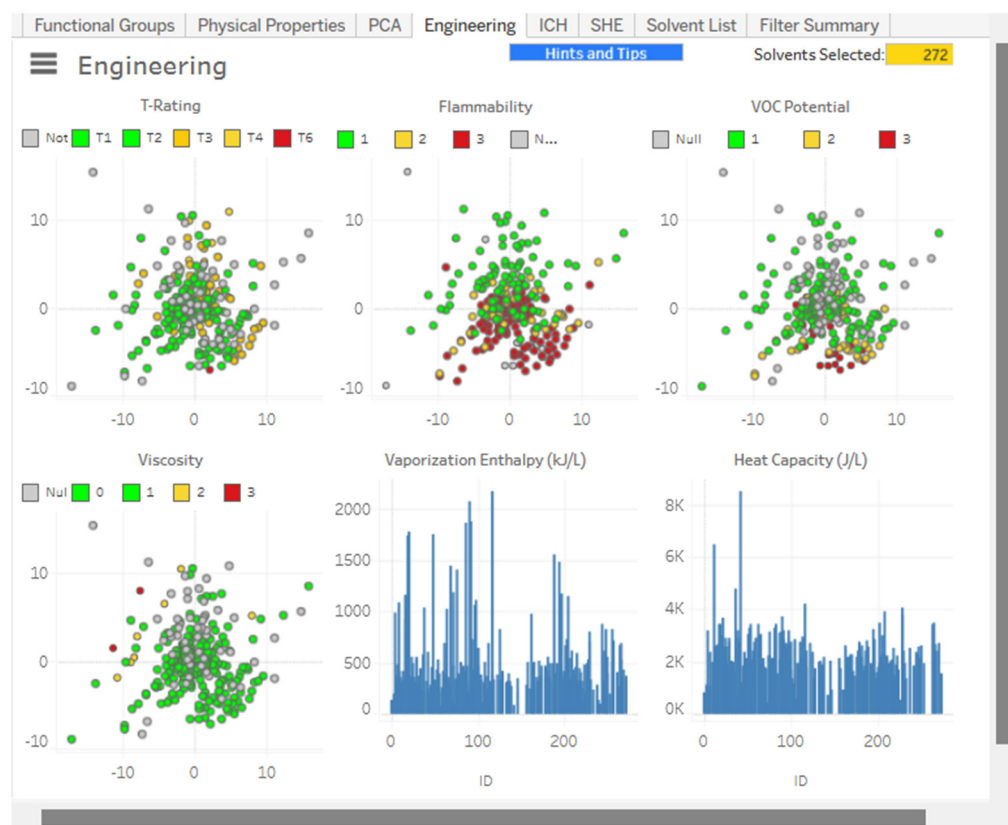 Functional Groups Physical Properties PCA Engineering ICH SHE Solvent List Filter Summary
Hints and Tips Solvents Selected: 272
Engineering
T-Rating Flammability VOC Potential
Not T1 T2 T3 T4 T6 1 2 3 N... Null 1 2 3
10 10 10
0 0 0
-10 -10 -10
-10 0 10 -10 0 10 -10 0 10
Viscosity Vaporization Enthalpy (kJ/L) Heat Capacity (J/L)
Nul 0 1 2 3
2000 8K
10 1500 6K
1000 4K
0 500 2K
-10 0 0K
-10 0 10 0 100 200 0 100 200
ID ID